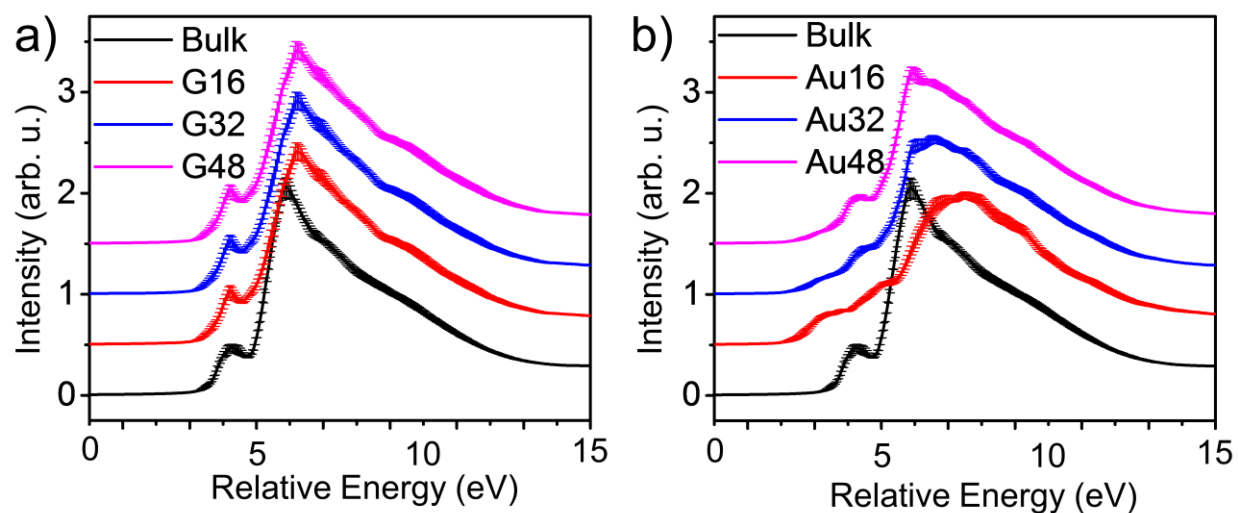 a)
Bulk
G16
G32
G48
Intensity (arb. u.)
3
2
1
0
0 5 10 15
Relative Energy (eV)
b)
Bulk
Au16
Au32
Au48
Intensity (arb. u.)
3
2
1
0
0 5 10 15
Relative Energy (eV)